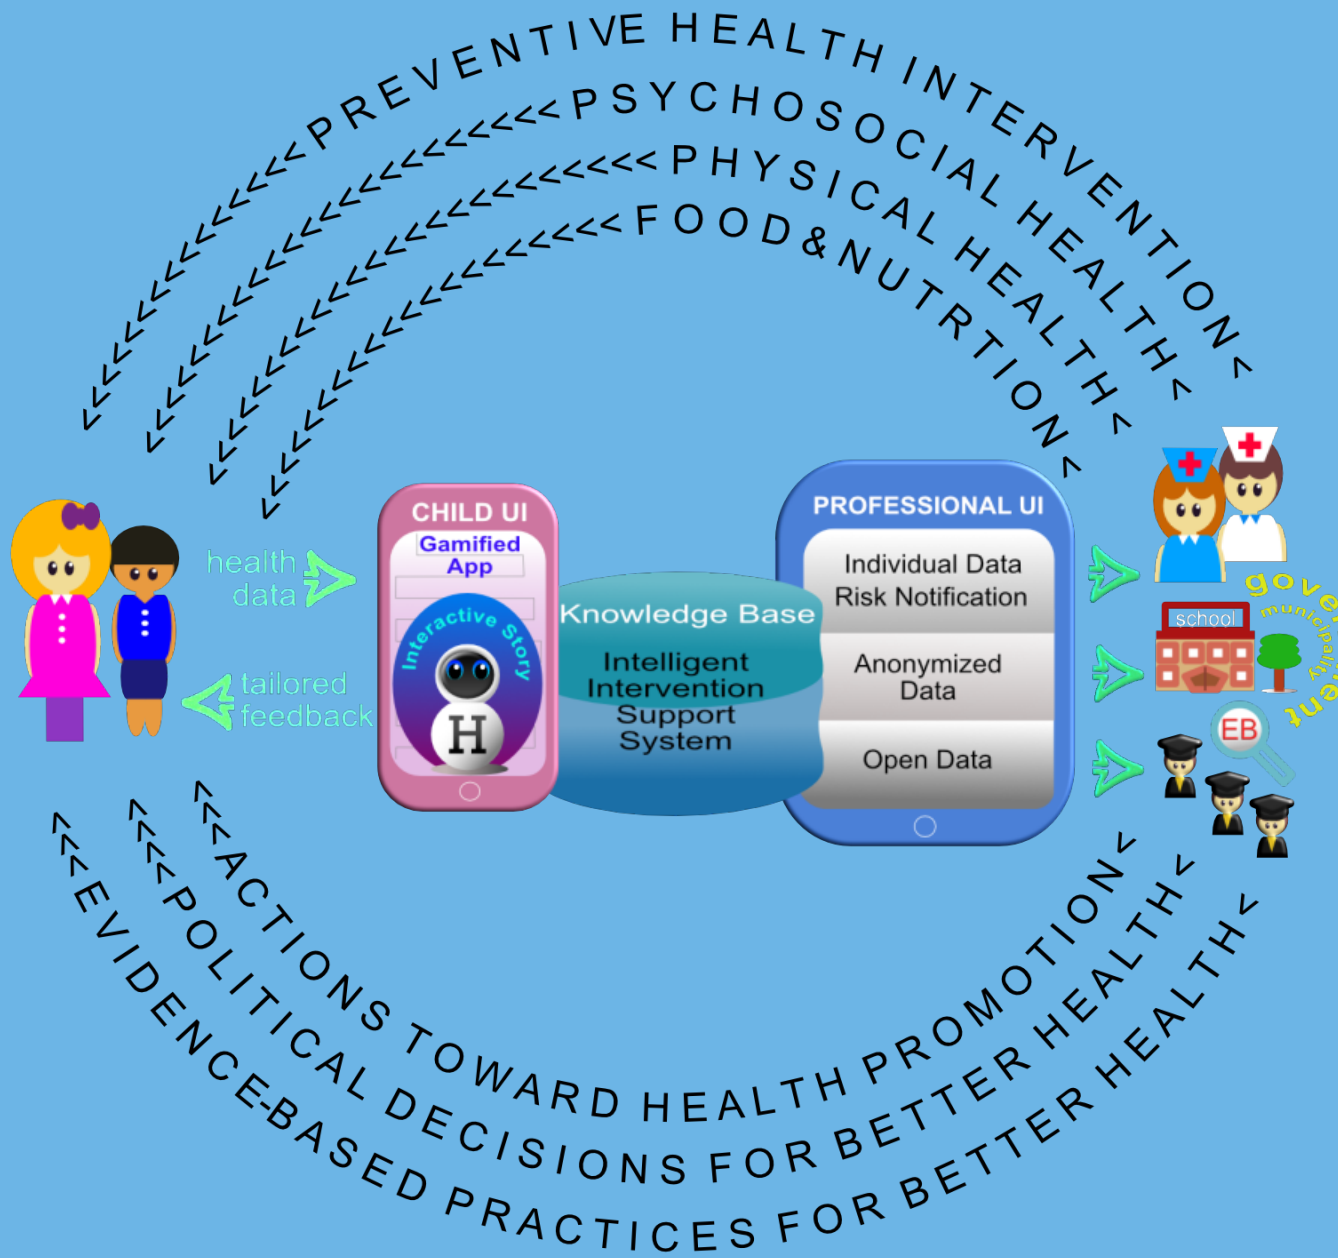 PREVENTIVE HEALTH INTERVENTION <
<<<<<<<<<<<<<<<<<< PSYCHOSOCIAL HEALTH <
PHYSICAL HEALTH <
FOOD&NUTRTION <
health
data
tailored
feedback
CHILD UI
Gamified
App
Interactive Story
H
Knowledge Base
Intelligent
Intervention
Support
System
PROFESSIONAL UI
Individual Data
Risk Notification
Anonymized
Data
Open Data
school
municipality
EB
<<<ACTIONS TOWARD HEALTH PROMOTION<
<<<<POLITICAL DECISIONS FOR BETTER HEALTH<
<<<EVIDENCE-BASED PRACTICES FOR BETTER HEALTH<